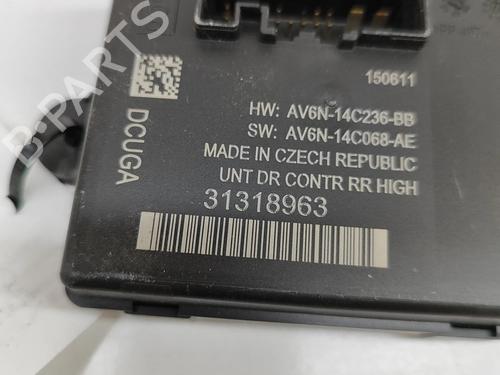 150611
HW: AV6N-14C236-BB
SW: AV6N-14C068-AE
MADE IN CZECH REPUBLIC
UNT DR CONTR RR HIGH
31318963
DCUGA
B-PARTS